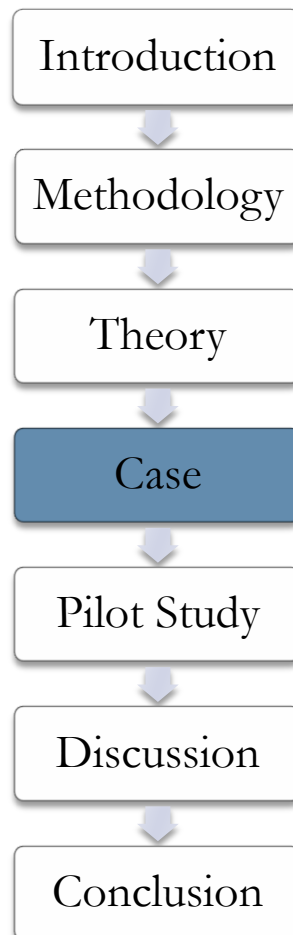 Introduction
Methodology
Theory
Case
Pilot Study
Discussion
Conclusion